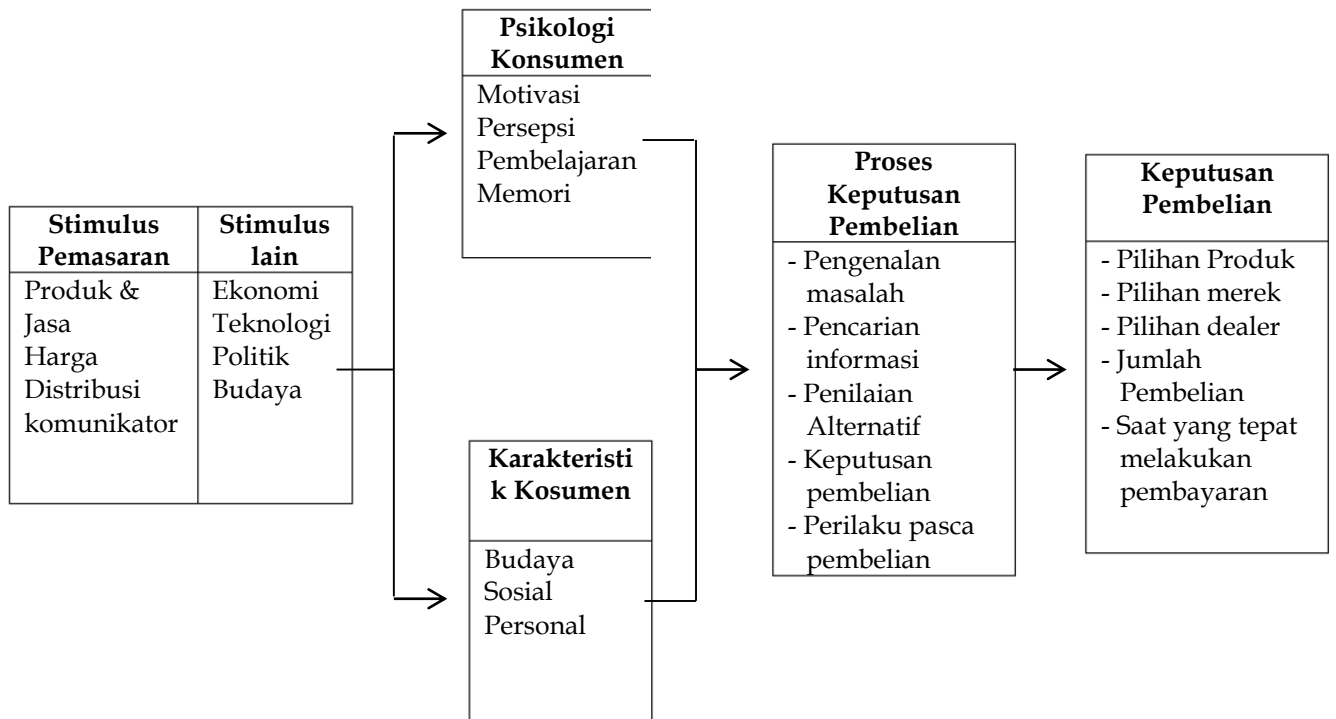 Stimulus
Pemasaran
Produk &
Jasa
Harga
Distribusi
komunikator
Stimulus
lain
Ekonomi
Teknologi
Politik
Budaya
Psikologi
Konsumen
Motivasi
Persepsi
Pembelajaran
Memori
Karakteristi
k Kosumen
Budaya
Sosial
Personal
Proses
Keputusan
Pembelian
- Pengenalan
masalah
- Pencarian
informasi
- Penilaian
Alternatif
- Keputusan
pembelian
- Perilaku pasca
pembelian
Keputusan
Pembelian
- Pilihan Produk
- Pilihan merek
- Pilihan dealer
- Jumlah
Pembelian
- Saat yang tepat
melakukan
pembayaran